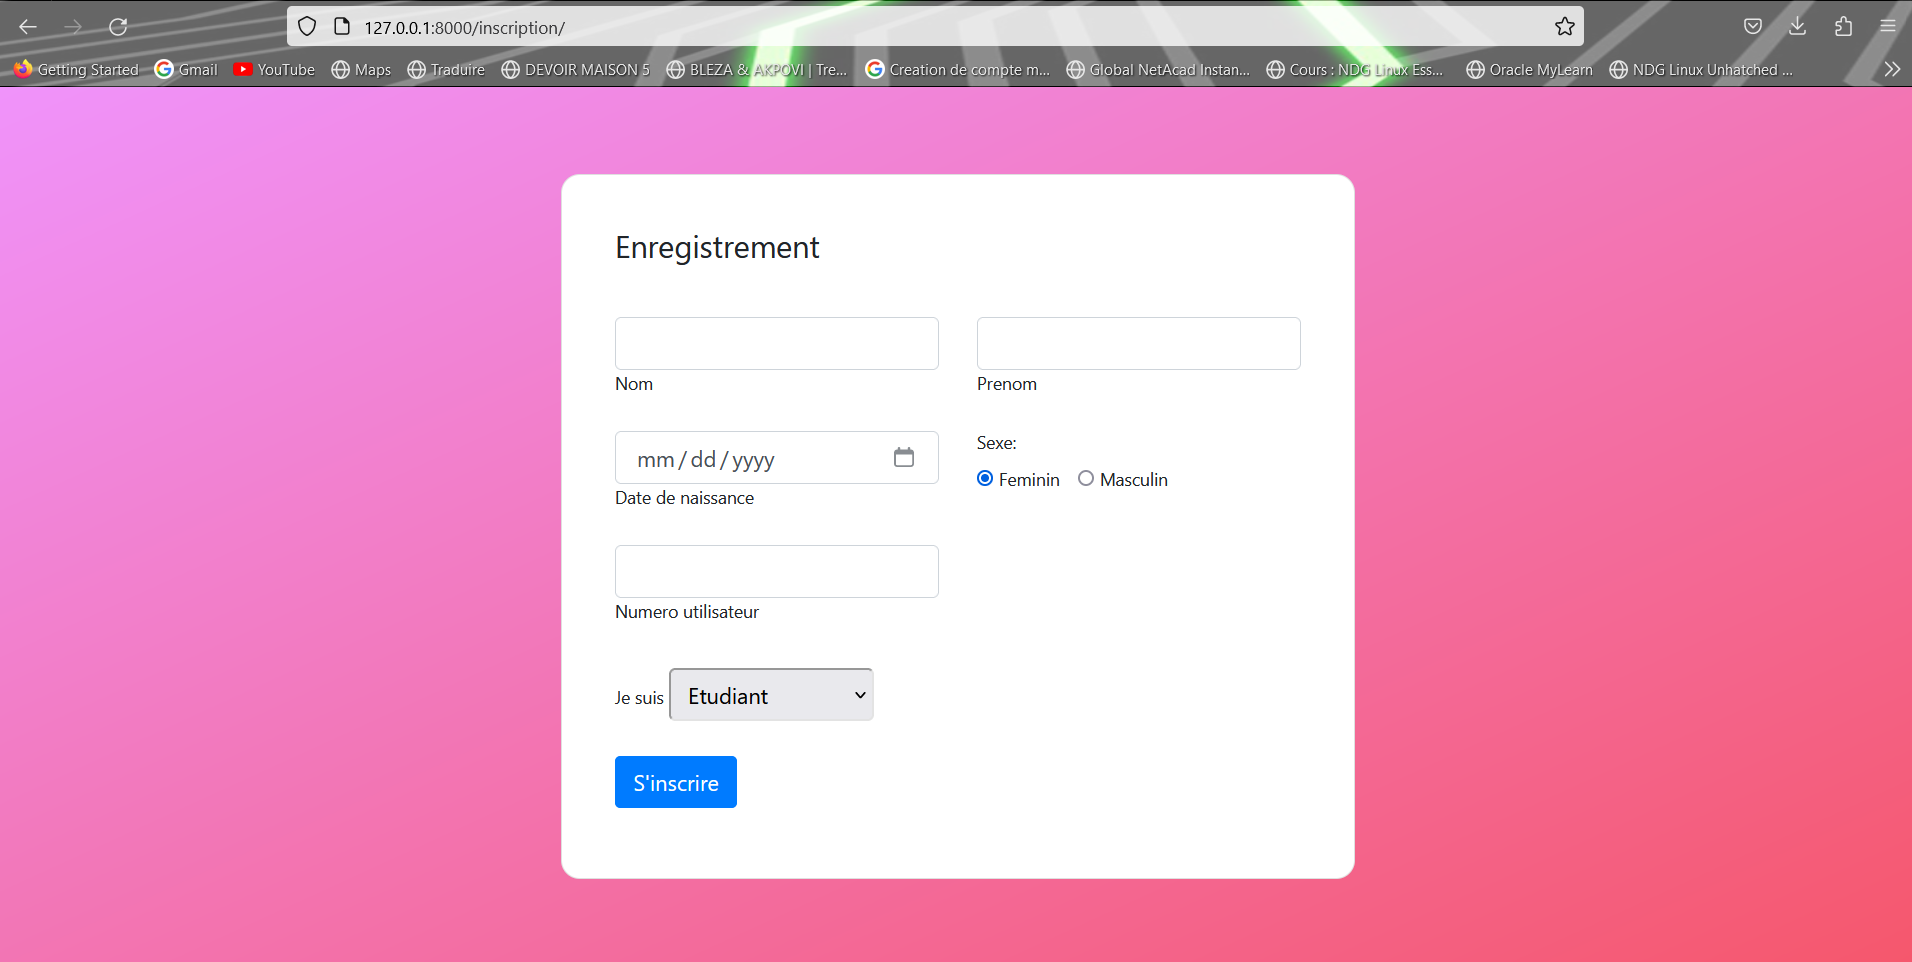 127.0.0.1:8000/inscription/
Getting Started Gmail YouTube Maps Traduire DEVOIR MAISON 5 BLEZA & AKPOVI | Tre... Creation de compte m... Global NetAcad Instan... Cours : NDG Linux Ess... Oracle MyLearn NDG Linux Unhatched ...
Enregistrement
Nom Prenom
mm/dd/yyyy Sexe:
Feminin Masculin
Date de naissance
Numero utilisateur
Je suis Etudiant
S'inscrire